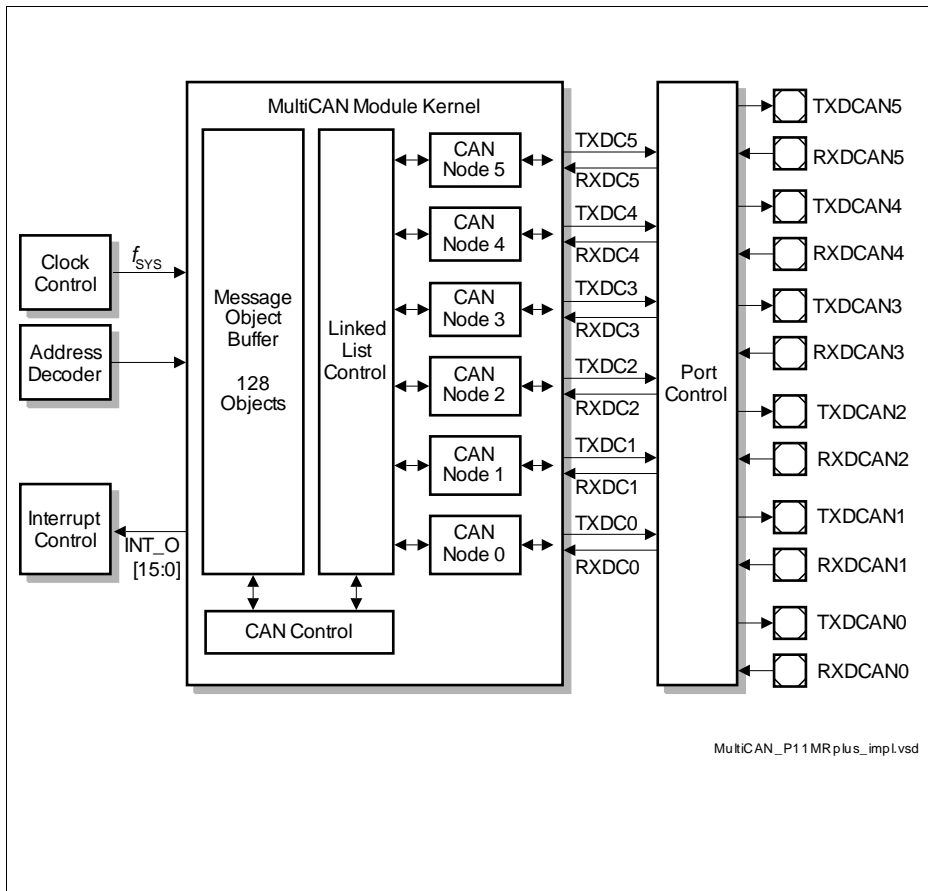 MultiCAN Module Kernel
Clock
Control
fSYS
Address
Decoder
Interrupt
Control
INT_O
[15:0]
Message
Object
Buffer
128
Objects
Linked
List
Control
CAN Control
CAN
Node 5
CAN
Node 4
CAN
Node 3
CAN
Node 2
CAN
Node 1
CAN
Node 0
TXDC5
RXDC5
TXDC4
RXDC4
TXDC3
RXDC3
TXDC2
RXDC2
TXDC1
RXDC1
TXDC0
RXDC0
Port
Control
TXDCAN5
RXDCAN5
TXDCAN4
RXDCAN4
TXDCAN3
RXDCAN3
TXDCAN2
RXDCAN2
TXDCAN1
RXDCAN1
TXDCAN0
RXDCAN0
MultiCAN_P11MRplus_impl.vsd